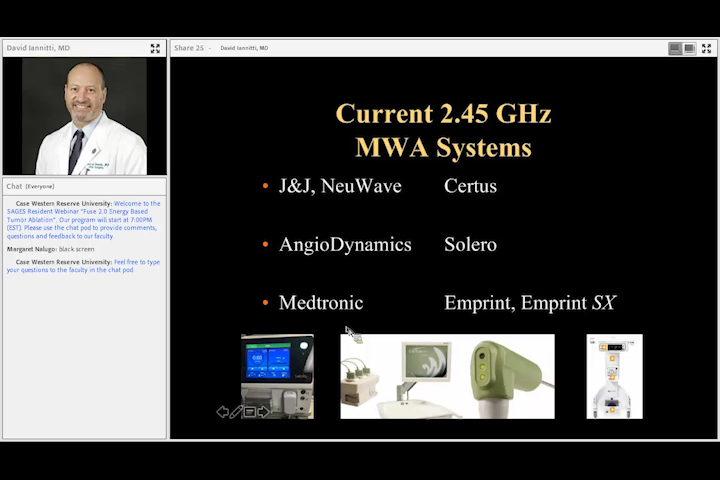 David Iannitti, MD
Share 25 - David Iannitti, MD
Chat (Everyone)
Case Western Reserve University: Welcome to the
SAGES Resident Webinar "Fuse 2.0 Energy Based
Tumor Ablation". Our program will start at 7:00PM
(EST). Please use the chat pod to provide comments,
questions and feedback to our faculty.
Margaret Nalugo: black screen
Case Western Reserve University: Feel free to type
your questions to the faculty in the chat pod
Current 2.45 GHz
MWA Systems
• J&J, NeuWave Certus
• AngioDynamics Solero
• Medtronic Emprint, Emprint SX